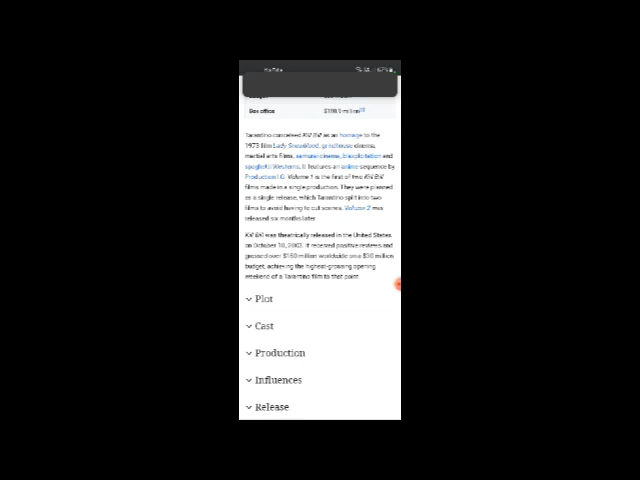 Box office
Tarantino conceived Kill Bill as an homage to the
1973 film Lady Snowblood, grindhouse cinema,
martial arts films, samurai cinema, blaxploitation and
spaghetti Westerns. It features an anime sequence by
Production I.G. Volume 1 is the first of two Kill Bill
films made in a single production. They were planned
as a single release, which Tarantino split into two
films to avoid having to cut scenes. Volume 2 was
released six months later.
Kill Bill was theatrically released in the United States
on October 10, 2003. It received positive reviews and
grossed over $180 million worldwide on a $30 million
budget, achieving the highest-grossing opening
weekend of a Tarantino film to that point.
Plot
Cast
Production
Influences
Release